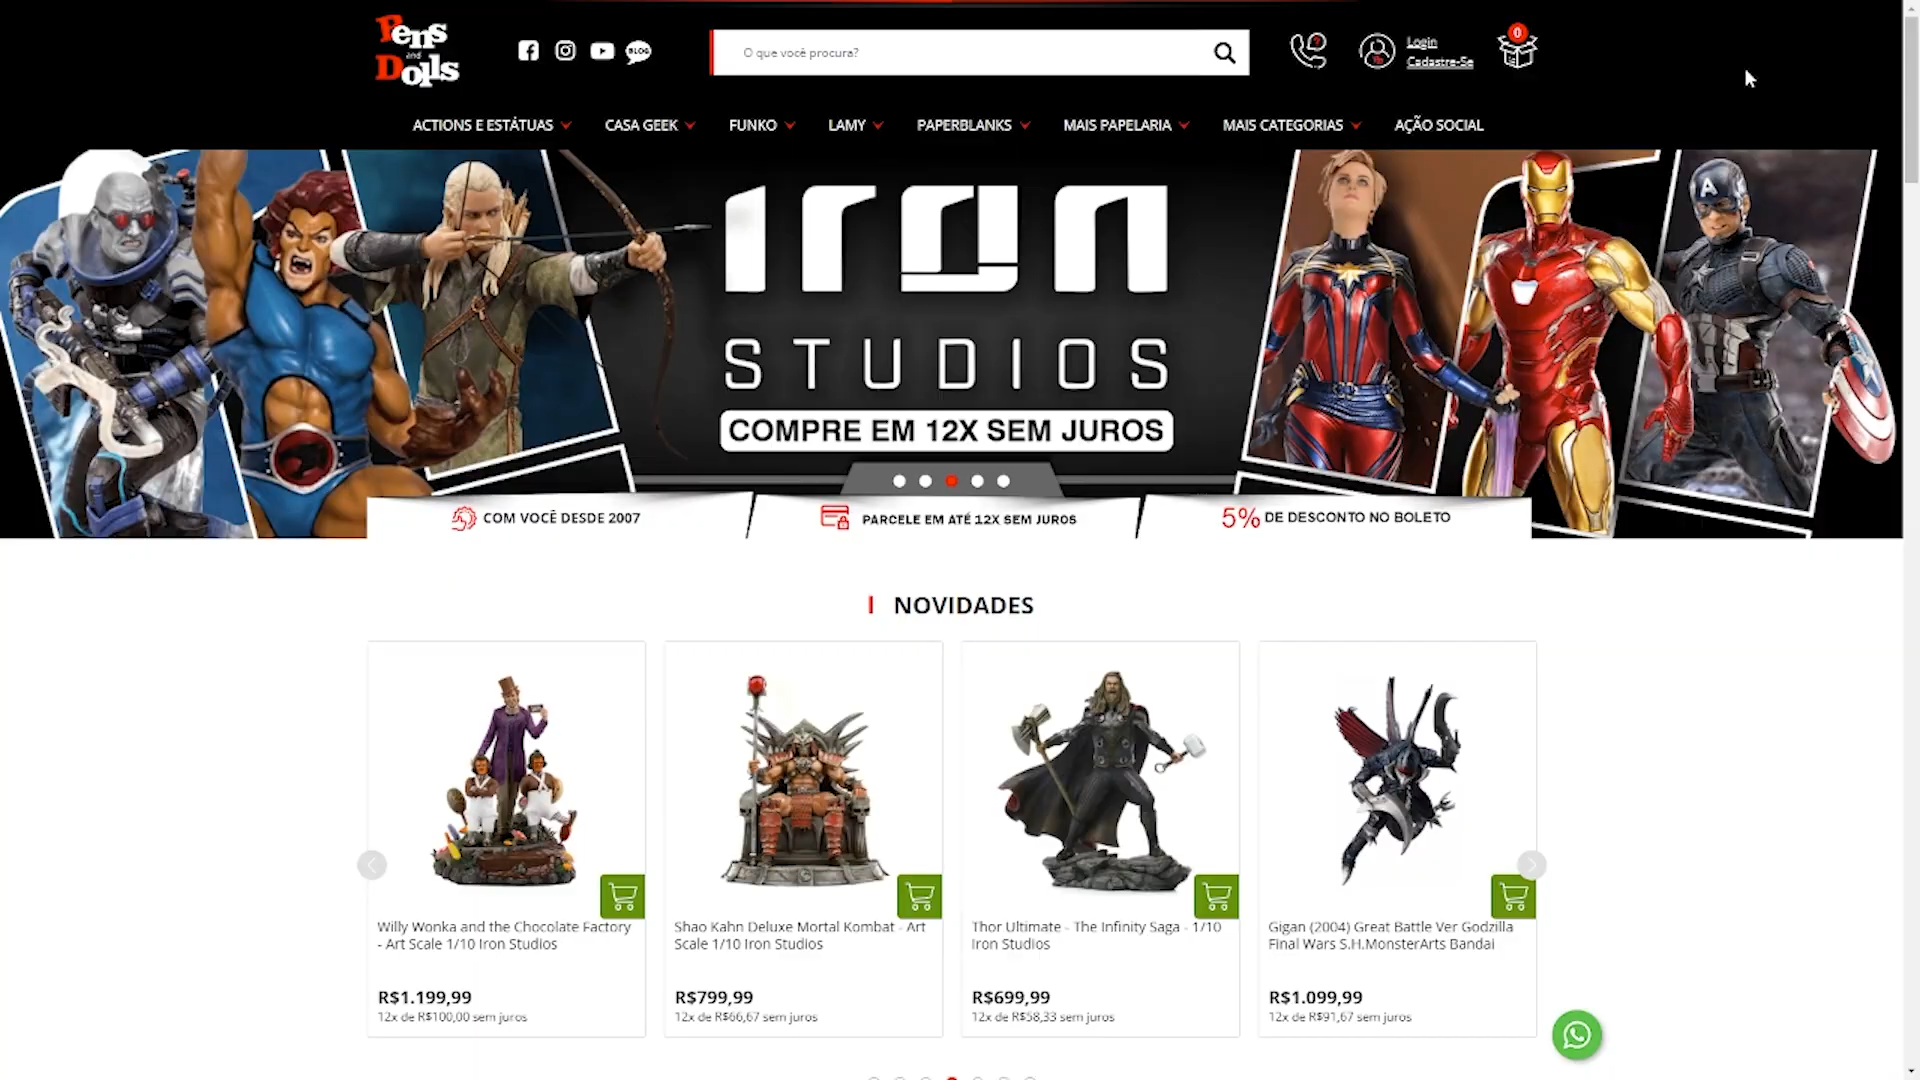 Pens
and
Dolls
BLOG
O que você procura?
Login
Cadastre-Se
0
ACTIONS E ESTÁTUAS
CASA GEEK
FUNKO
LAMY
PAPERBLANKS
MAIS PAPELARIA
MAIS CATEGORIAS
AÇÃO SOCIAL
IRON
STUDIOS
COMPRE EM 12X SEM JUROS
COM VOCÊ DESDE 2007
PARCELE EM ATÉ 12X SEM JUROS
5% DE DESCONTO NO BOLETO
NOVIDADES
Willy Wonka and the Chocolate Factory
- Art Scale 1/10 Iron Studios
R$1.199,99
12x de R$100,00 sem juros
Shao Kahn Deluxe Mortal Kombat - Art
Scale 1/10 Iron Studios
R$799,99
12x de R$66,67 sem juros
Thor Ultimate - The Infinity Saga - 1/10
Iron Studios
R$699,99
12x de R$58,33 sem juros
Gigan (2004) Great Battle Ver Godzilla
Final Wars S.H.MonsterArts Bandai
R$1.099,99
12x de R$91,67 sem juros